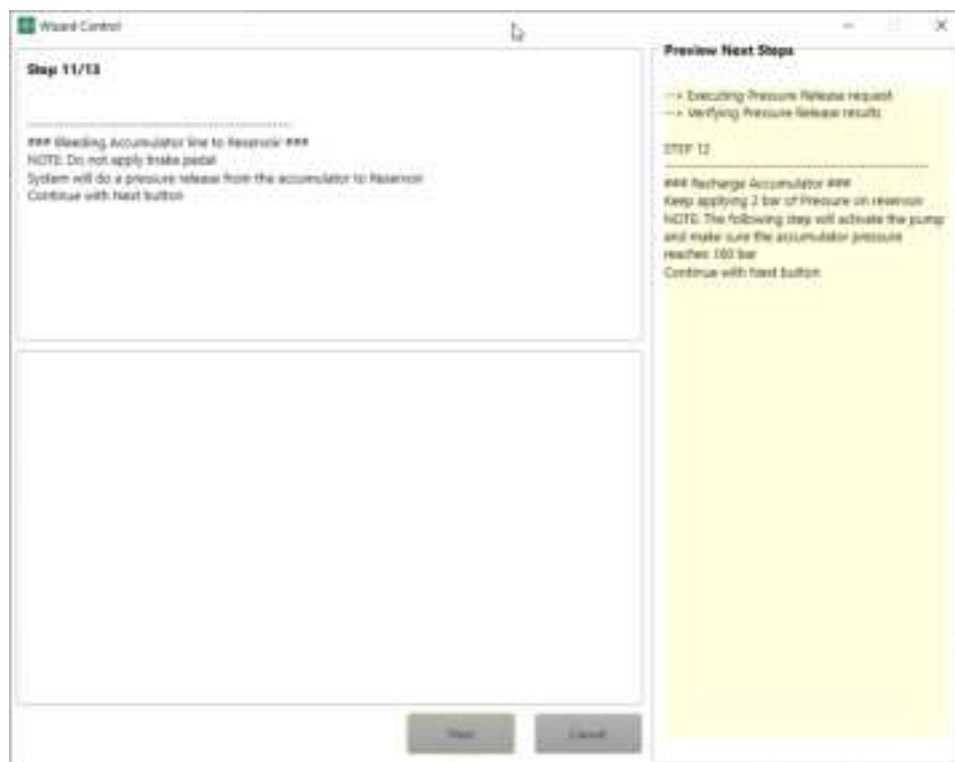 Wizard Control
Step 11/13
--------------------------------------------------
### Bleeding Accumulator line to Reservoir ###
NOTE: Do not apply brake pedal
System will do a pressure release from the accumulator to Reservoir
Continue with Next button
Preview Next Steps
--> Executing Pressure Release request
--> Verifying Pressure Release results
STEP 12
--------------------------------------------------
### Recharge Accumulator ###
Keep applying 2 bar of Pressure on reservoir
NOTE: The following step will activate the pump
and make sure the accumulator pressure
reaches 160 bar
Continue with Next button
Next
Cancel